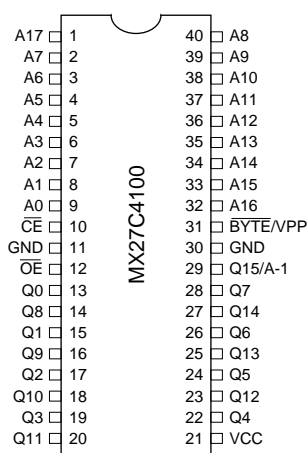 A17 1 40 A8
A7 2 39 A9
A6 3 38 A10
A5 4 37 A11
A4 5 36 A12
A3 6 35 A13
A2 7 34 A14
A1 8 33 A15
A0 9 32 A16
CE 10 31 BYTE/VPP
GND 11 30 GND
OE 12 29 Q15/A-1
Q0 13 28 Q7
Q8 14 27 Q14
Q1 15 26 Q6
Q9 16 25 Q13
Q2 17 24 Q5
Q10 18 23 Q12
Q3 19 22 Q4
Q11 20 21 VCC
MX27C4100